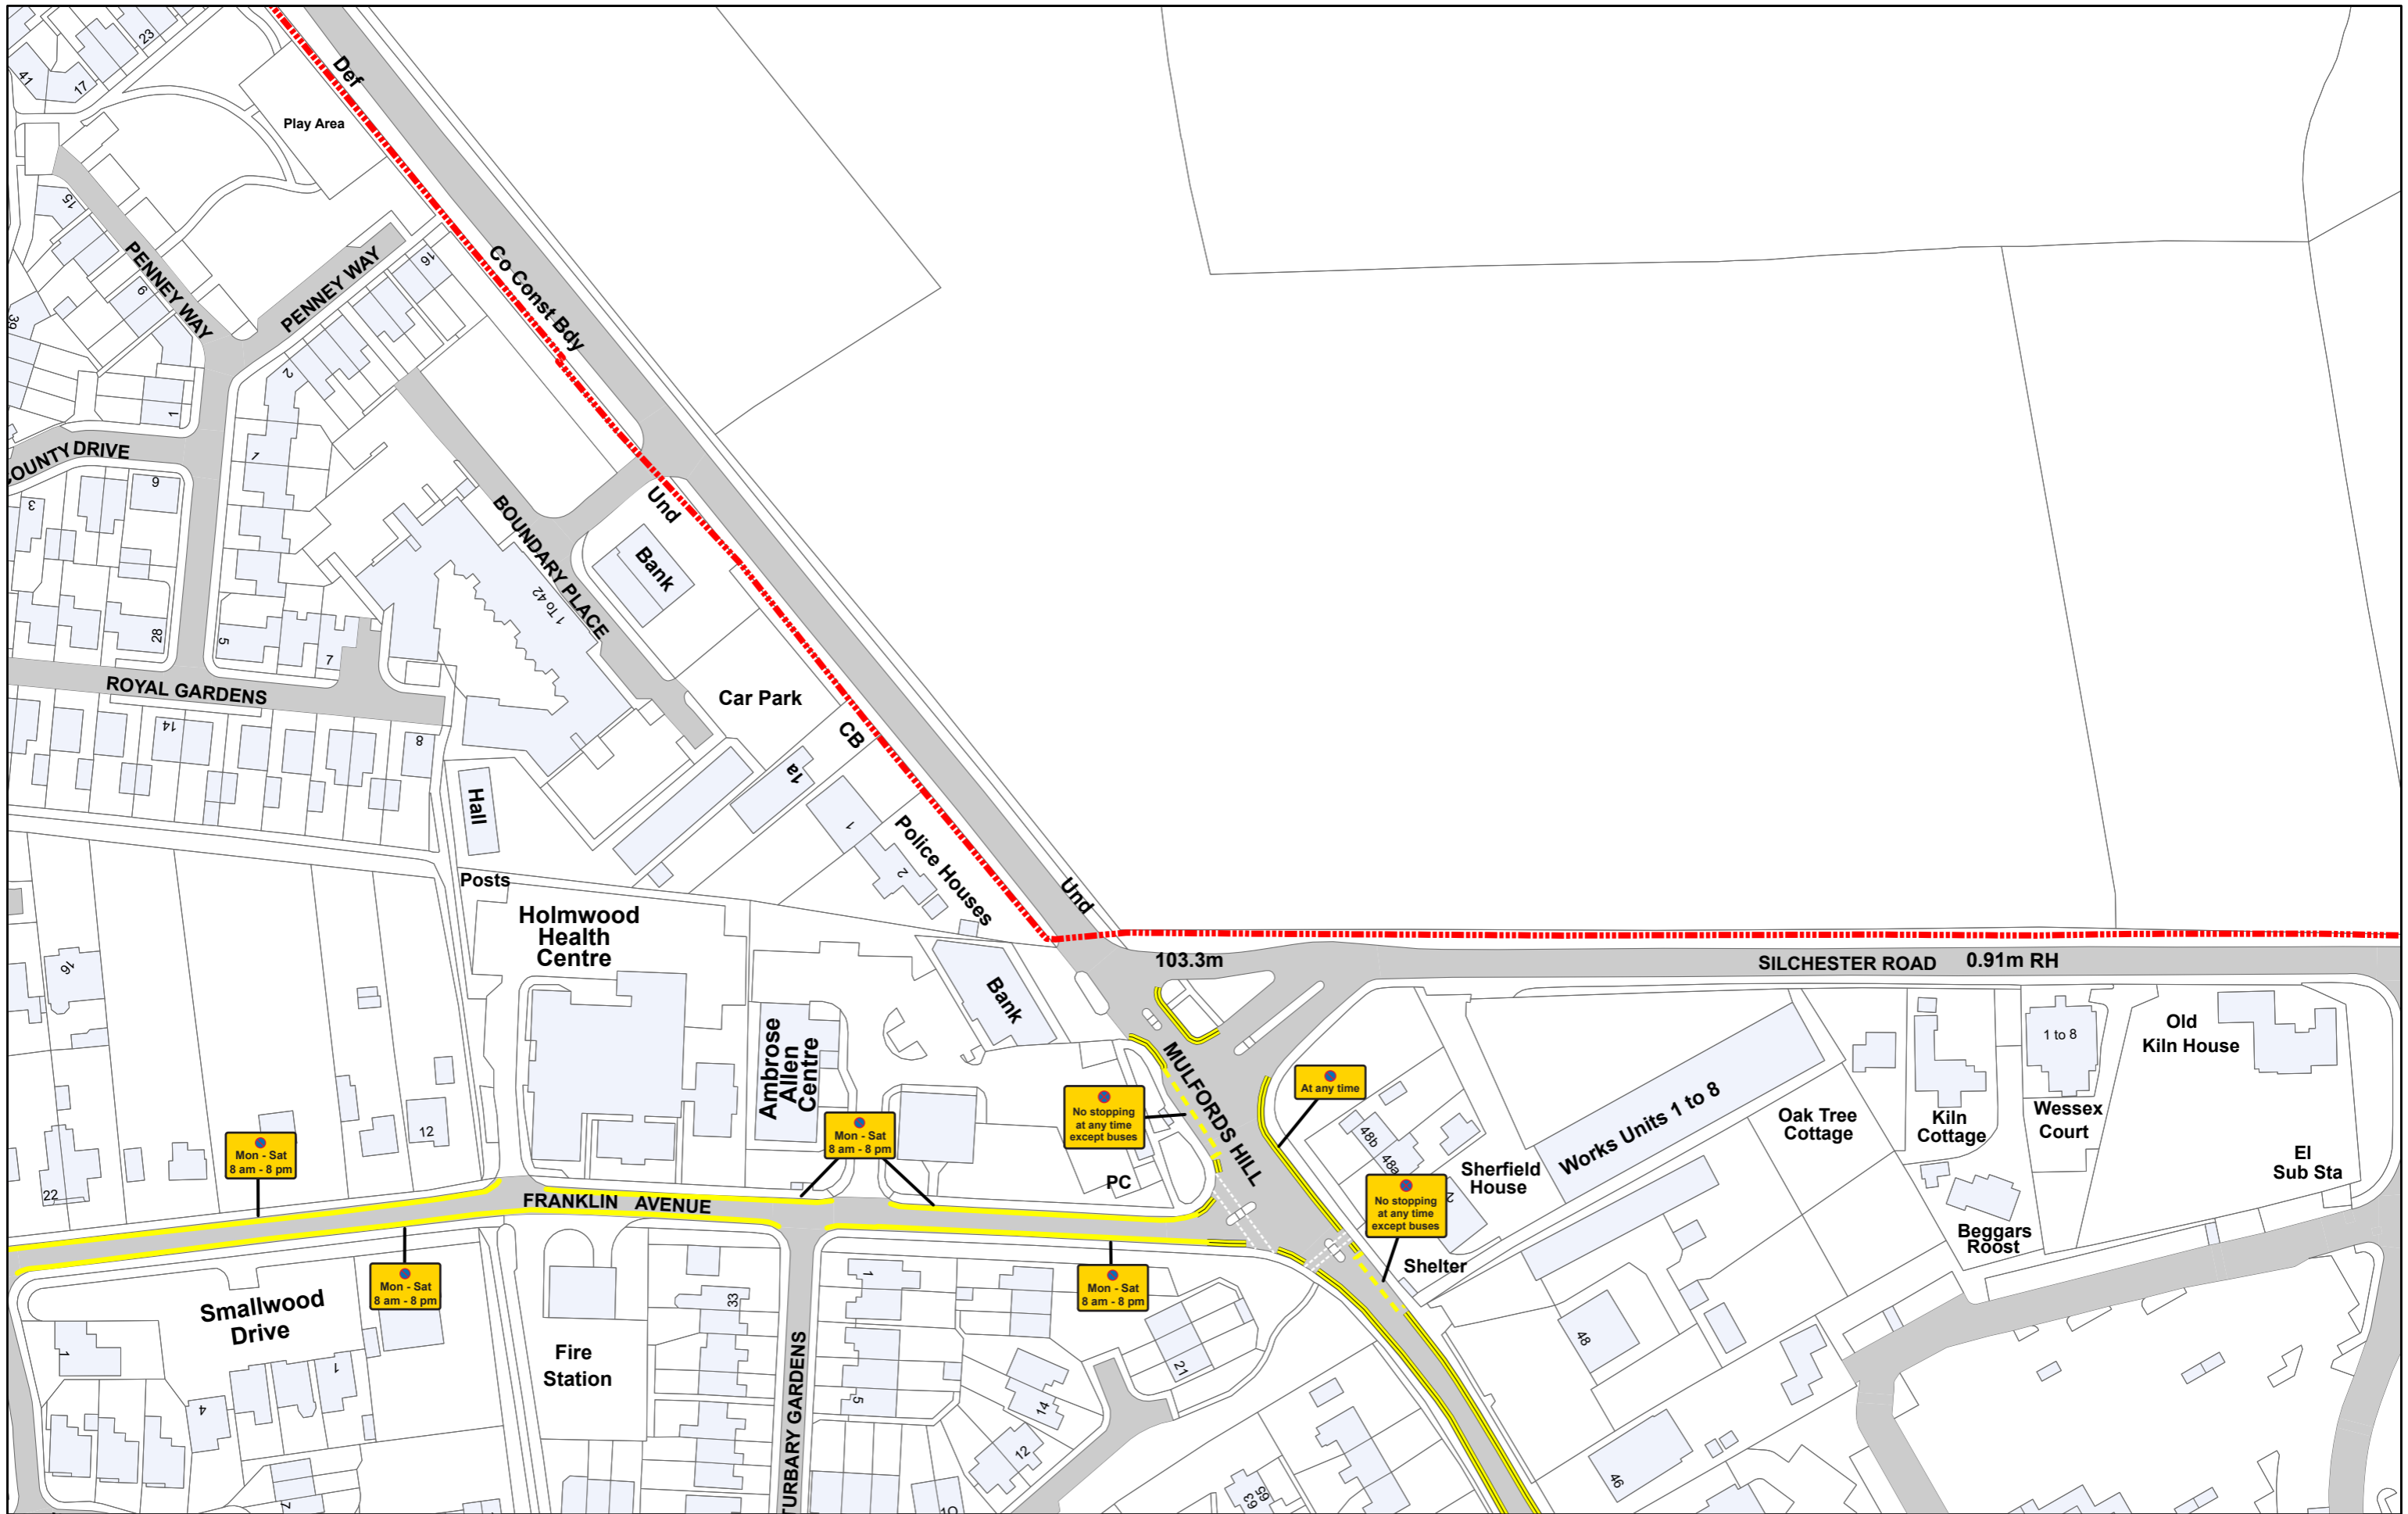 23
41
17
Def
Play Area
15
PENNEY WAY
PENNEY WAY
Co Const Bdy
16
9
39
2
1
COUNTY DRIVE
1
6
3
Und
BOUNDARY PLACE
Bank
1 To 42
28
5
7
ROYAL GARDENS
Car Park
14
8
CB
1a
Hall
1
Police Houses
2
Posts
Und
Holmwood
Health
Centre
103.3m
SILCHESTER ROAD
0.91m RH
16
Bank
Ambrose
Allen
Centre
MULFORDS HILL
1 to 8
Old
Kiln House
At any time
No stopping
at any time
except buses
Works Units 1 to 8
Oak Tree
Cottage
Kiln
Cottage
Wessex
Court
12
Mon - Sat
8 am - 8 pm
Mon - Sat
8 am - 8 pm
48b
48a
Sherfield
House
El
Sub Sta
22
FRANKLIN AVENUE
PC
No stopping
at any time
except buses
2
Beggars
Roost
Shelter
Mon - Sat
8 am - 8 pm
Mon - Sat
8 am - 8 pm
Smallwood
Drive
1
1
4
7
Fire
Station
33
TURBARY GARDENS
1
5
21
14
12
10
48
46
65
63